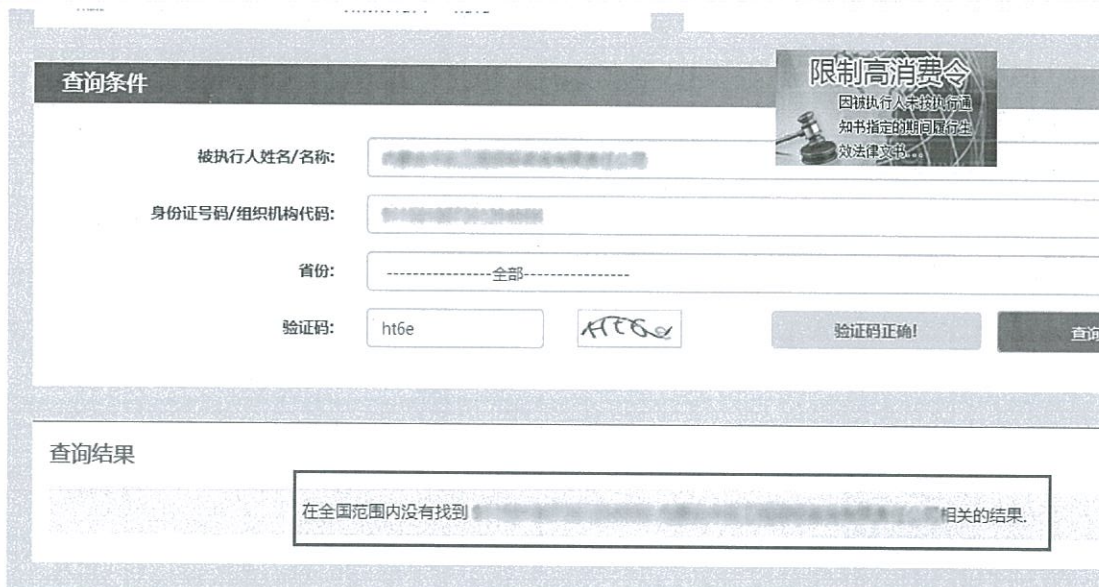 查询条件
限制高消费令
因被执行人未按执行通
知书指定的期间履行生
效法律文书...
被执行人姓名/名称:
身份证号码/组织机构代码:
省份: ----------------全部----------------
验证码: ht6e HT6e 验证码正确! 查询
查询结果
在全国范围内没有找到 相关的结果.